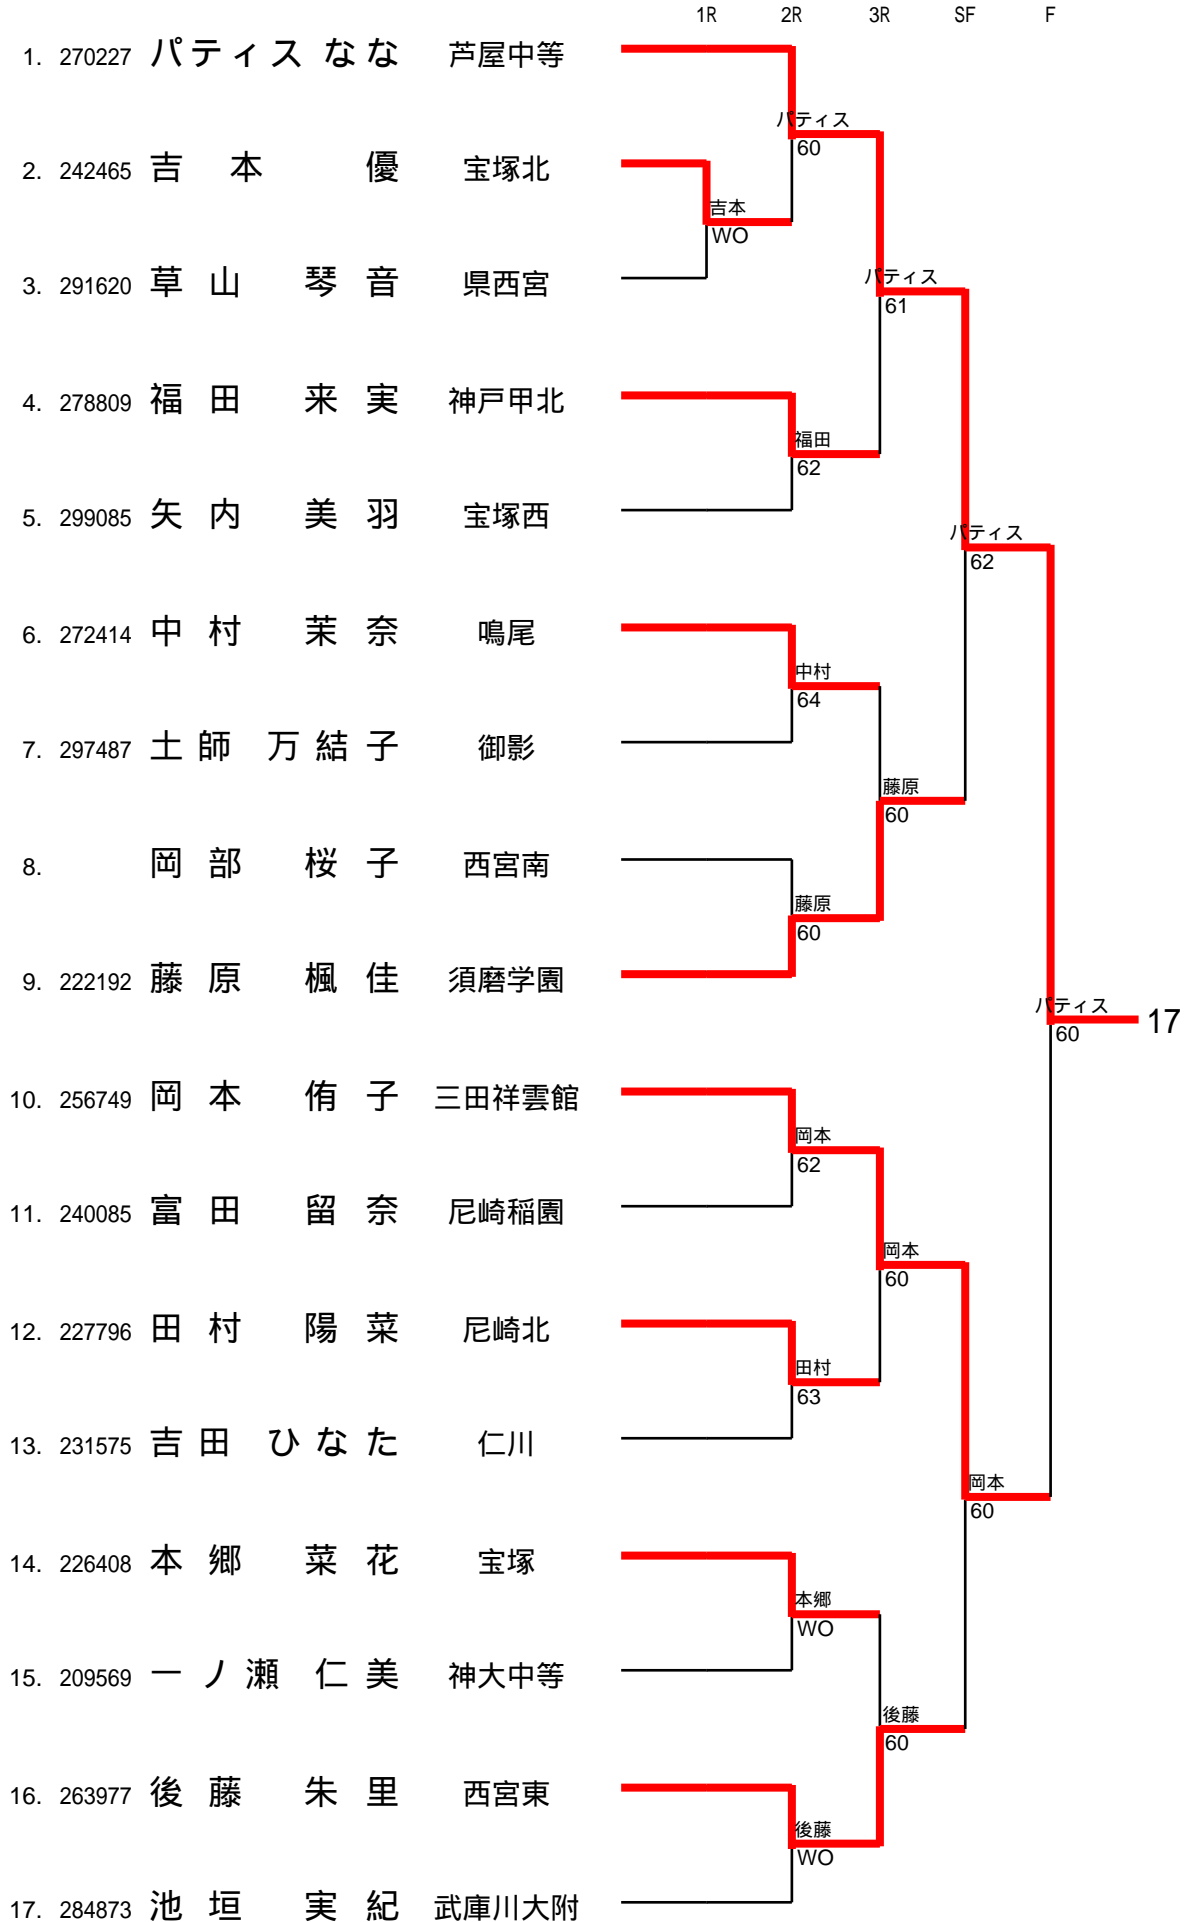 1R 2R 3R SF F
1. 270227 パティス なな 芦屋中等
パティス
60
2. 242465 吉本 優 宝塚北
吉本
WO
3. 291620 草山 琴音 県西宮
パティス
61
4. 278809 福田 来実 神戸甲北
福田
62
5. 299085 矢内 美羽 宝塚西
パティス
62
6. 272414 中村 茉奈 鳴尾
中村
64
7. 297487 土師 万結子 御影
藤原
60
8. 岡部 桜子 西宮南
藤原
60
9. 222192 藤原 楓佳 須磨学園
パティス
60
17
10. 256749 岡本 侑子 三田祥雲館
岡本
62
11. 240085 富田 留奈 尼崎稲園
岡本
60
12. 227796 田村 陽菜 尼崎北
田村
63
13. 231575 吉田 ひなた 仁川
岡本
60
14. 226408 本郷 菜花 宝塚
本郷
WO
15. 209569 一ノ瀬 仁美 神大中等
後藤
60
16. 263977 後藤 朱里 西宮東
後藤
WO
17. 284873 池垣 実紀 武庫川大附